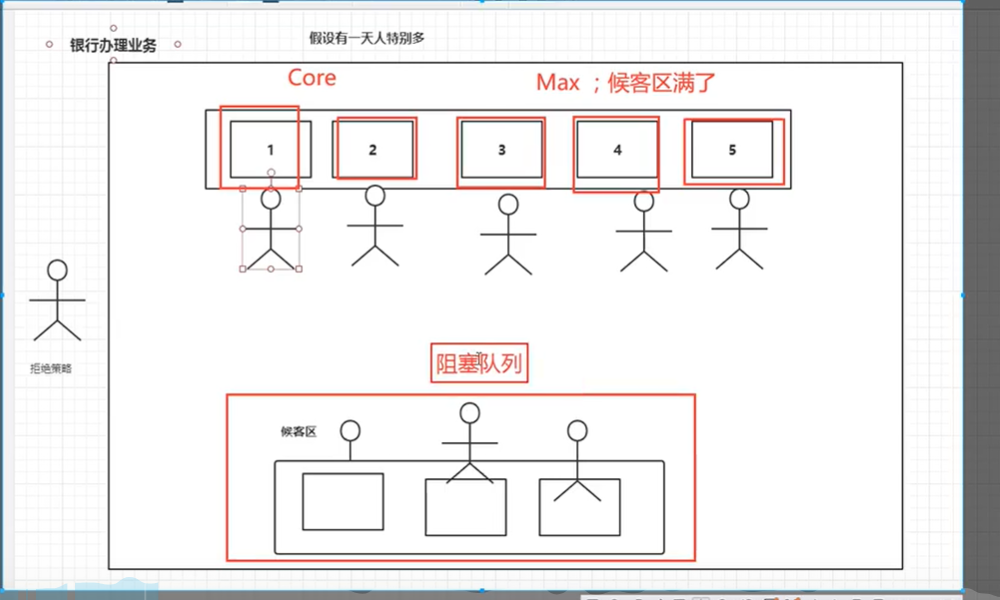 银行办理业务
假设有一天人特别多
Core
Max ；候客区满了
1
2
3
4
5
拒绝策略
阻塞队列
候客区